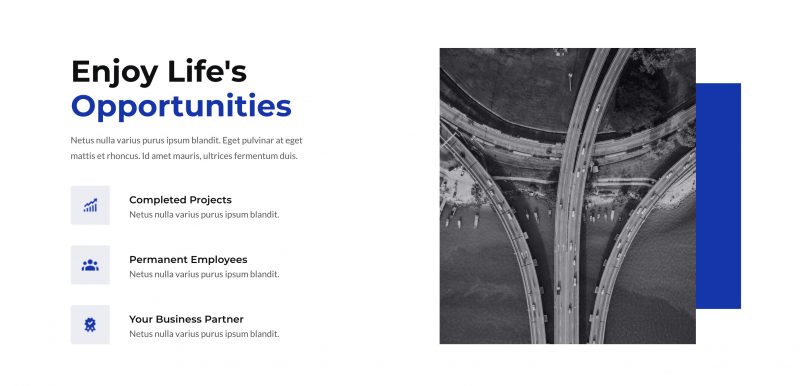 Enjoy Life's
Opportunities
Netus nulla varius purus ipsum blandit. Eget pulvinar at eget
mattis et rhoncus. Id amet mauris, ultrices fermentum duis.
Completed Projects
Netus nulla varius purus ipsum blandit.
Permanent Employees
Netus nulla varius purus ipsum blandit.
Your Business Partner
Netus nulla varius purus ipsum blandit.